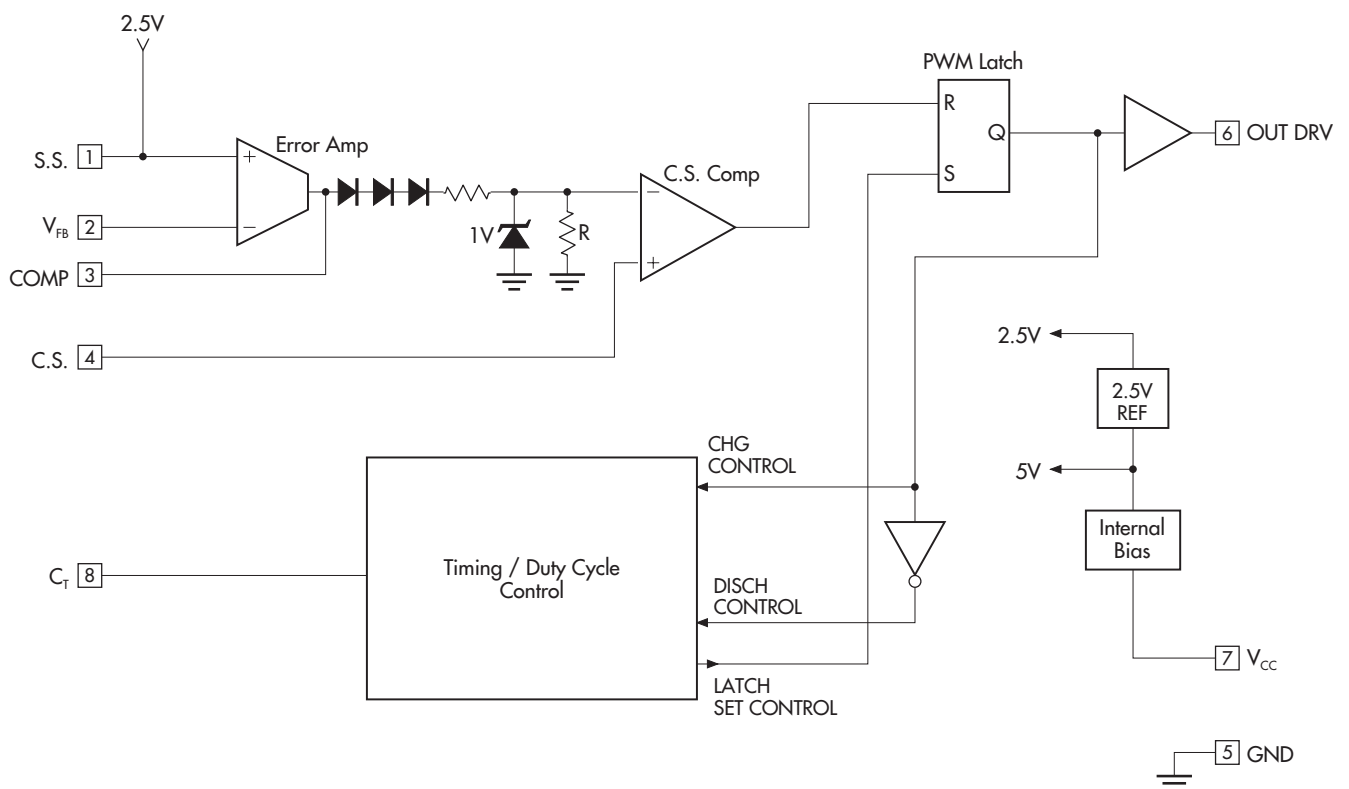 2.5V
PWM Latch
Error Amp
S.S. 1
+
V_FB 2
−
COMP 3
1V
R
C.S. Comp
−
+
R
Q
S
6 OUT DRV
C.S. 4
2.5V
2.5V
REF
5V
Internal
Bias
7 V_CC
5 GND
CHG
CONTROL
C_T 8
Timing / Duty Cycle
Control
DISCH
CONTROL
LATCH
SET CONTROL